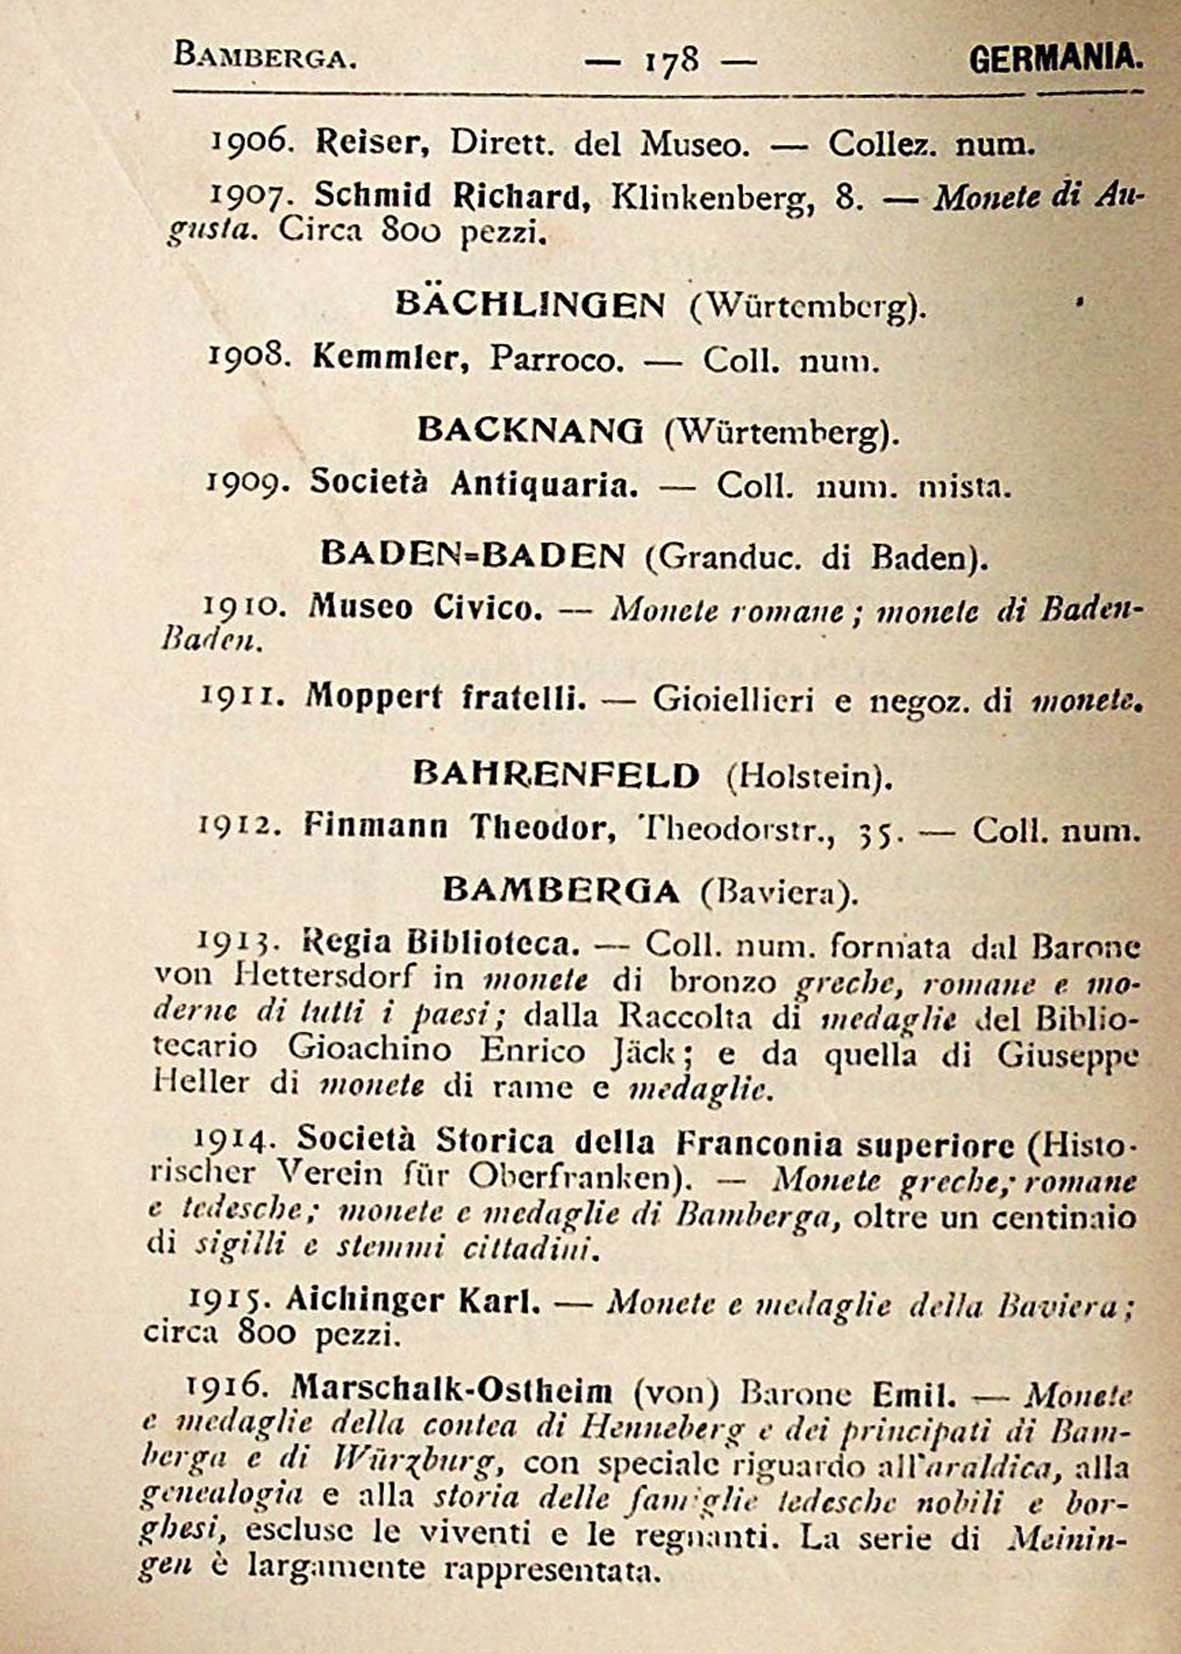 BAMBERGA. — 178 — GERMANIA.
1906. Reiser, Dirett. del Museo. — Collez. num.
1907. Schmid Richard, Klinkenberg, 8. — Monete di Au-
gusta. Circa 800 pezzi.
BÄCHLINGEN (Würtemberg).
1908. Kemmler, Parroco. — Coll. num.
BACKNANG (Würtemberg).
1909. Società Antiquaria. — Coll. num. mista.
BADEN-BADEN (Granduc. di Baden).
1910. Museo Civico. — Monete romane; monete di Baden-
Baden.
1911. Moppert fratelli. — Gioiellieri e negoz. di monete.
BAHRENFELD (Holstein).
1912. Finmann Theodor, Theodorstr., 35. — Coll. num.
BAMBERGA (Baviera).
1913. Regia Biblioteca. — Coll. num. formata dal Barone
von Hettersdorf in monete di bronzo greche, romane e mo-
derne di tutti i paesi; dalla Raccolta di medaglie del Biblio-
tecario Gioachino Enrico Jäck; e da quella di Giuseppe
Heller di monete di rame e medaglie.
1914. Società Storica della Franconia superiore (Histo-
rischer Verein für Oberfranken). — Monete greche; romane
e tedesche; monete e medaglie di Bamberga, oltre un centinaio
di sigilli e stemmi cittadini.
1915. Aichinger Karl. — Monete e medaglie della Baviera;
circa 800 pezzi.
1916. Marschalk-Ostheim (von) Barone Emil. — Monete
e medaglie della contea di Henneberg e dei principati di Bam-
berga e di Würzburg, con speciale riguardo all'araldica, alla
genealogia e alla storia delle famiglie tedesche nobili e bor-
ghesi, escluse le viventi e le regnanti. La serie di Meinin-
gen è largamente rappresentata.